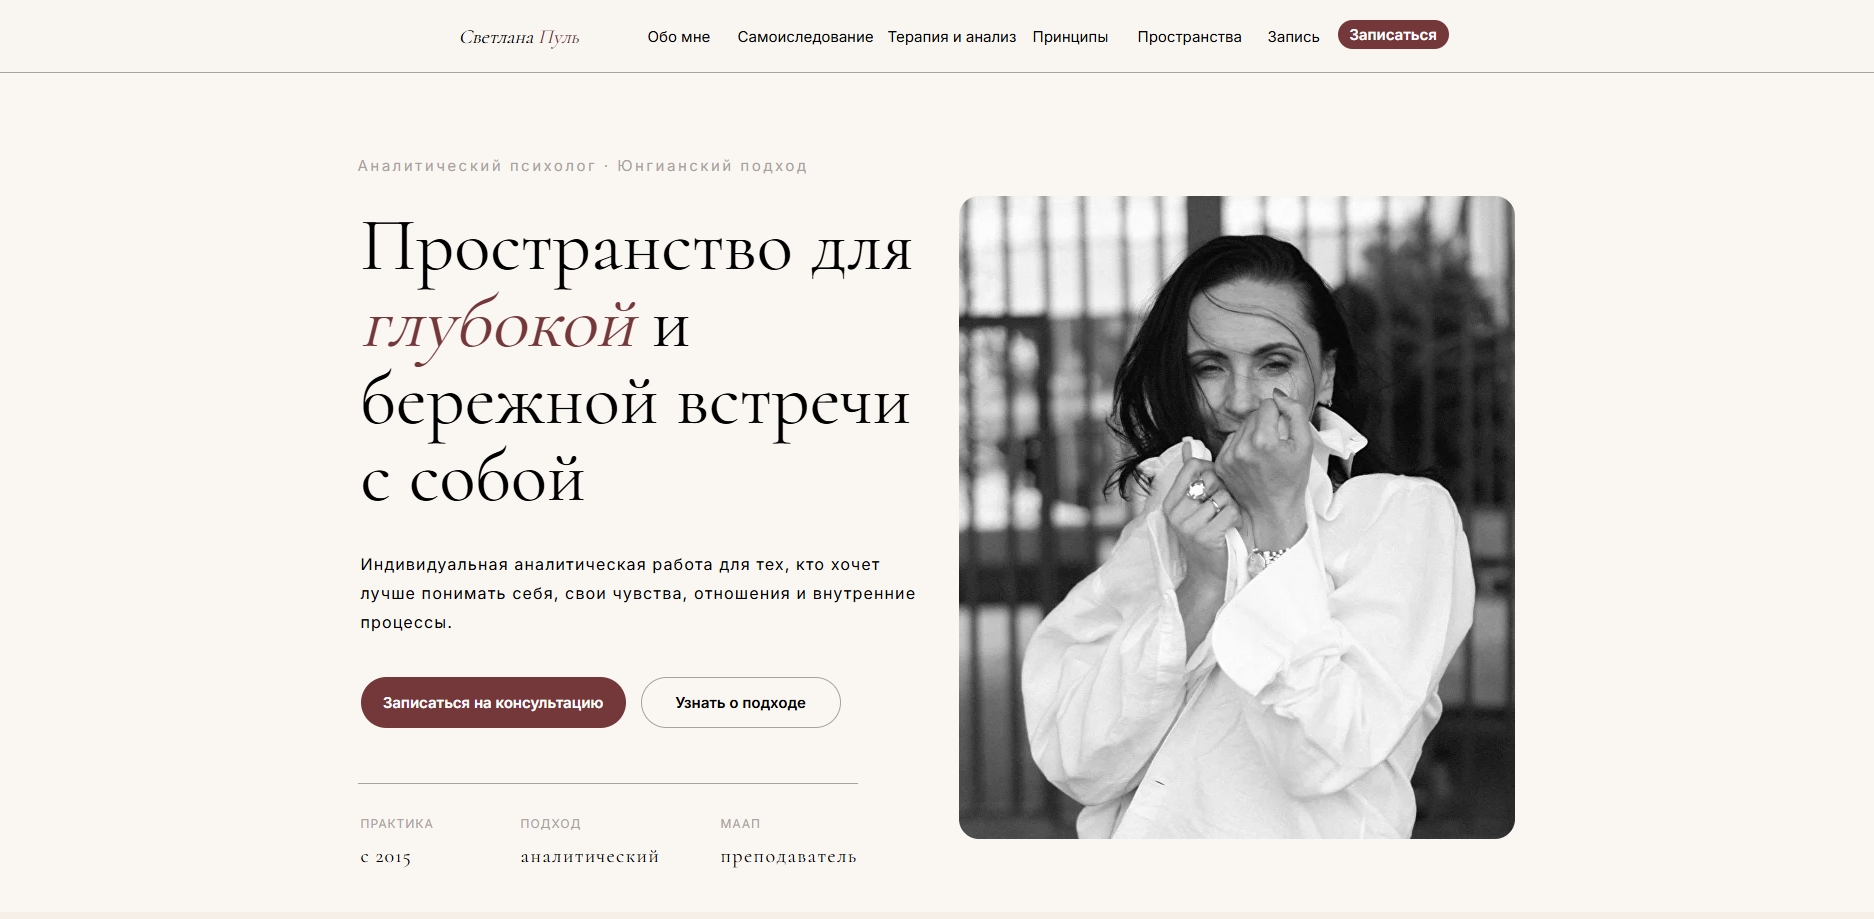 Светлана Пуль
Обо мне
Самоисследование
Терапия и анализ
Принципы
Пространства
Запись
Записаться
Аналитический психолог · Юнгианский подход
Пространство для
глубокой и
бережной встречи
с собой
Индивидуальная аналитическая работа для тех, кто хочет
лучше понимать себя, свои чувства, отношения и внутренние
процессы.
Записаться на консультацию
Узнать о подходе
ПРАКТИКА
с 2015
ПОДХОД
аналитический
МААП
преподаватель